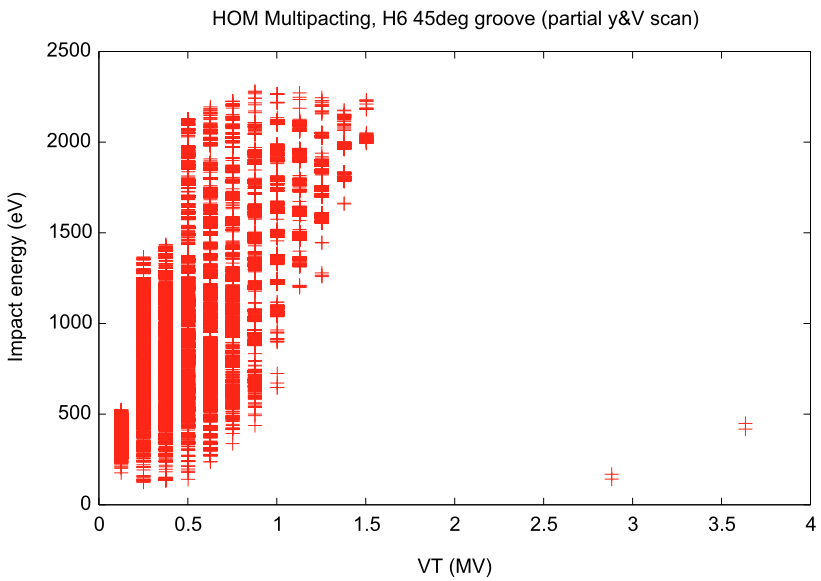 HOM Multipacting, H6 45deg groove (partial y&V scan)
2500
2000
1500
1000
500
0
Impact energy (eV)
0 0.5 1 1.5 2 2.5 3 3.5 4
VT (MV)